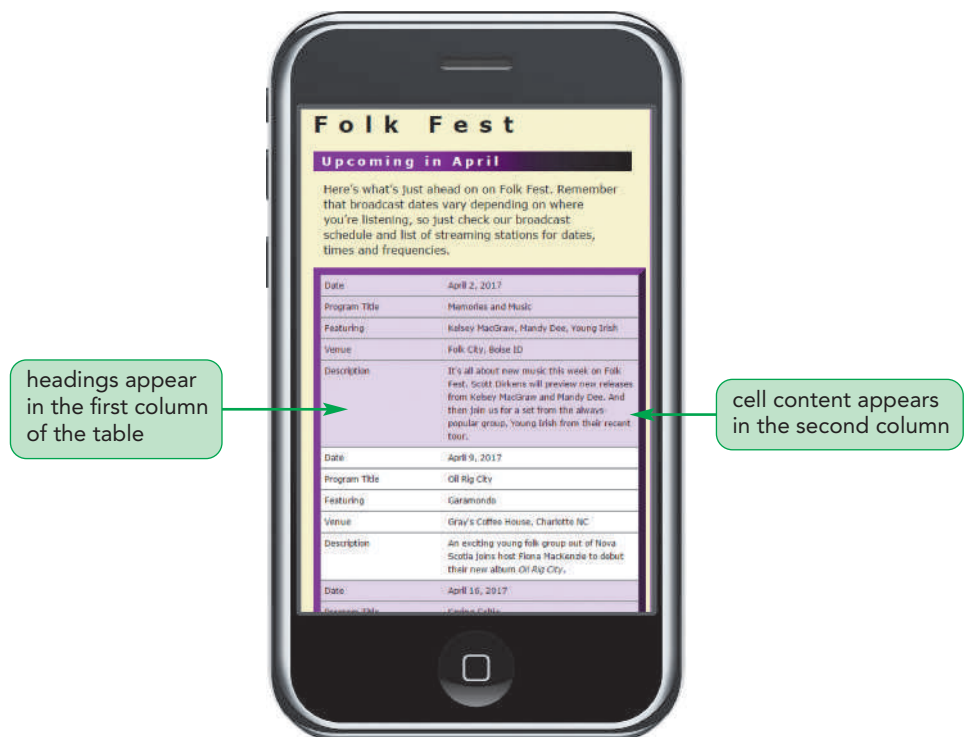 Folk Fest
Upcoming in April
Here's what's just ahead on on Folk Fest. Remember
that broadcast dates vary depending on where
you're listening, so just check our broadcast
schedule and list of streaming stations for dates,
times and frequencies.
Date April 2, 2017
Program Title Memories and Music
Featuring Kelsey MacGraw, Mandy Dee, Young Irish
Venue Folk City, Boise ID
Description It's all about new music this week on Folk
Fest. Scott Dirkens will preview new releases
from Kelsey MacGraw and Mandy Dee. And
then join us for a set from the always-
popular group, Young Irish from their recent
tour.
Date April 9, 2017
Program Title Oil Rig City
Featuring Garamonds
Venue Gray's Coffee House, Charlotte NC
Description An exciting young folk group out of Nova
Scotia joins host Fiona MacKenzie to debut
their new album Oil Rig City.
Date April 16, 2017
Program Title
headings appear
in the first column
of the table
cell content appears
in the second column